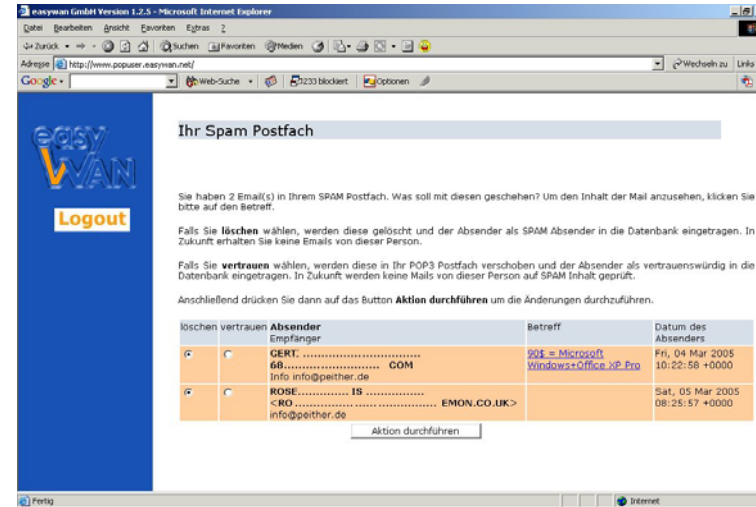 easywan GmbH Version 1.2.5 - Microsoft Internet Explorer
Datei Bearbeiten Ansicht Favoriten Extras ?
Zurück Suchen Favoriten Medien
Adresse http://www.popuser.easywan.net/ Wechseln zu Links
Google Web-Suche 1233 blockiert Optionen
easy
WAN
Logout
Ihr Spam Postfach
Sie haben 2 Email(s) in Ihrem SPAM Postfach. Was soll mit diesen geschehen? Um den Inhalt der Mail anzusehen, klicken Sie
bitte auf den Betreff.
Falls Sie löschen wählen, werden diese gelöscht und der Absender als SPAM Absender in die Datenbank eingetragen. In
Zukunft erhalten Sie keine Emails von dieser Person.
Falls Sie vertrauen wählen, werden diese in Ihr POP3 Postfach verschoben und der Absender als vertrauenswürdig in die
Datenbank eingetragen. In Zukunft werden keine Mails von dieser Person auf SPAM Inhalt geprüft.
Anschließend drücken Sie dann auf das Button Aktion durchführen um die Änderungen durchzuführen.
löschen vertrauen Absender Betreff Datum des
Empfänger Absenders
GERT. ................................ 90$ = Microsoft Fri, 04 Mar 2005
68.......................... COM Windows+Office XP Pro 10:22:58 +0000
Info info@peither.de
ROSE.............. IS ................ Sat, 05 Mar 2005
<RO ...................................... EMON.CO.UK> 08:25:57 +0000
info@peither.de
Aktion durchführen
Fertig Internet